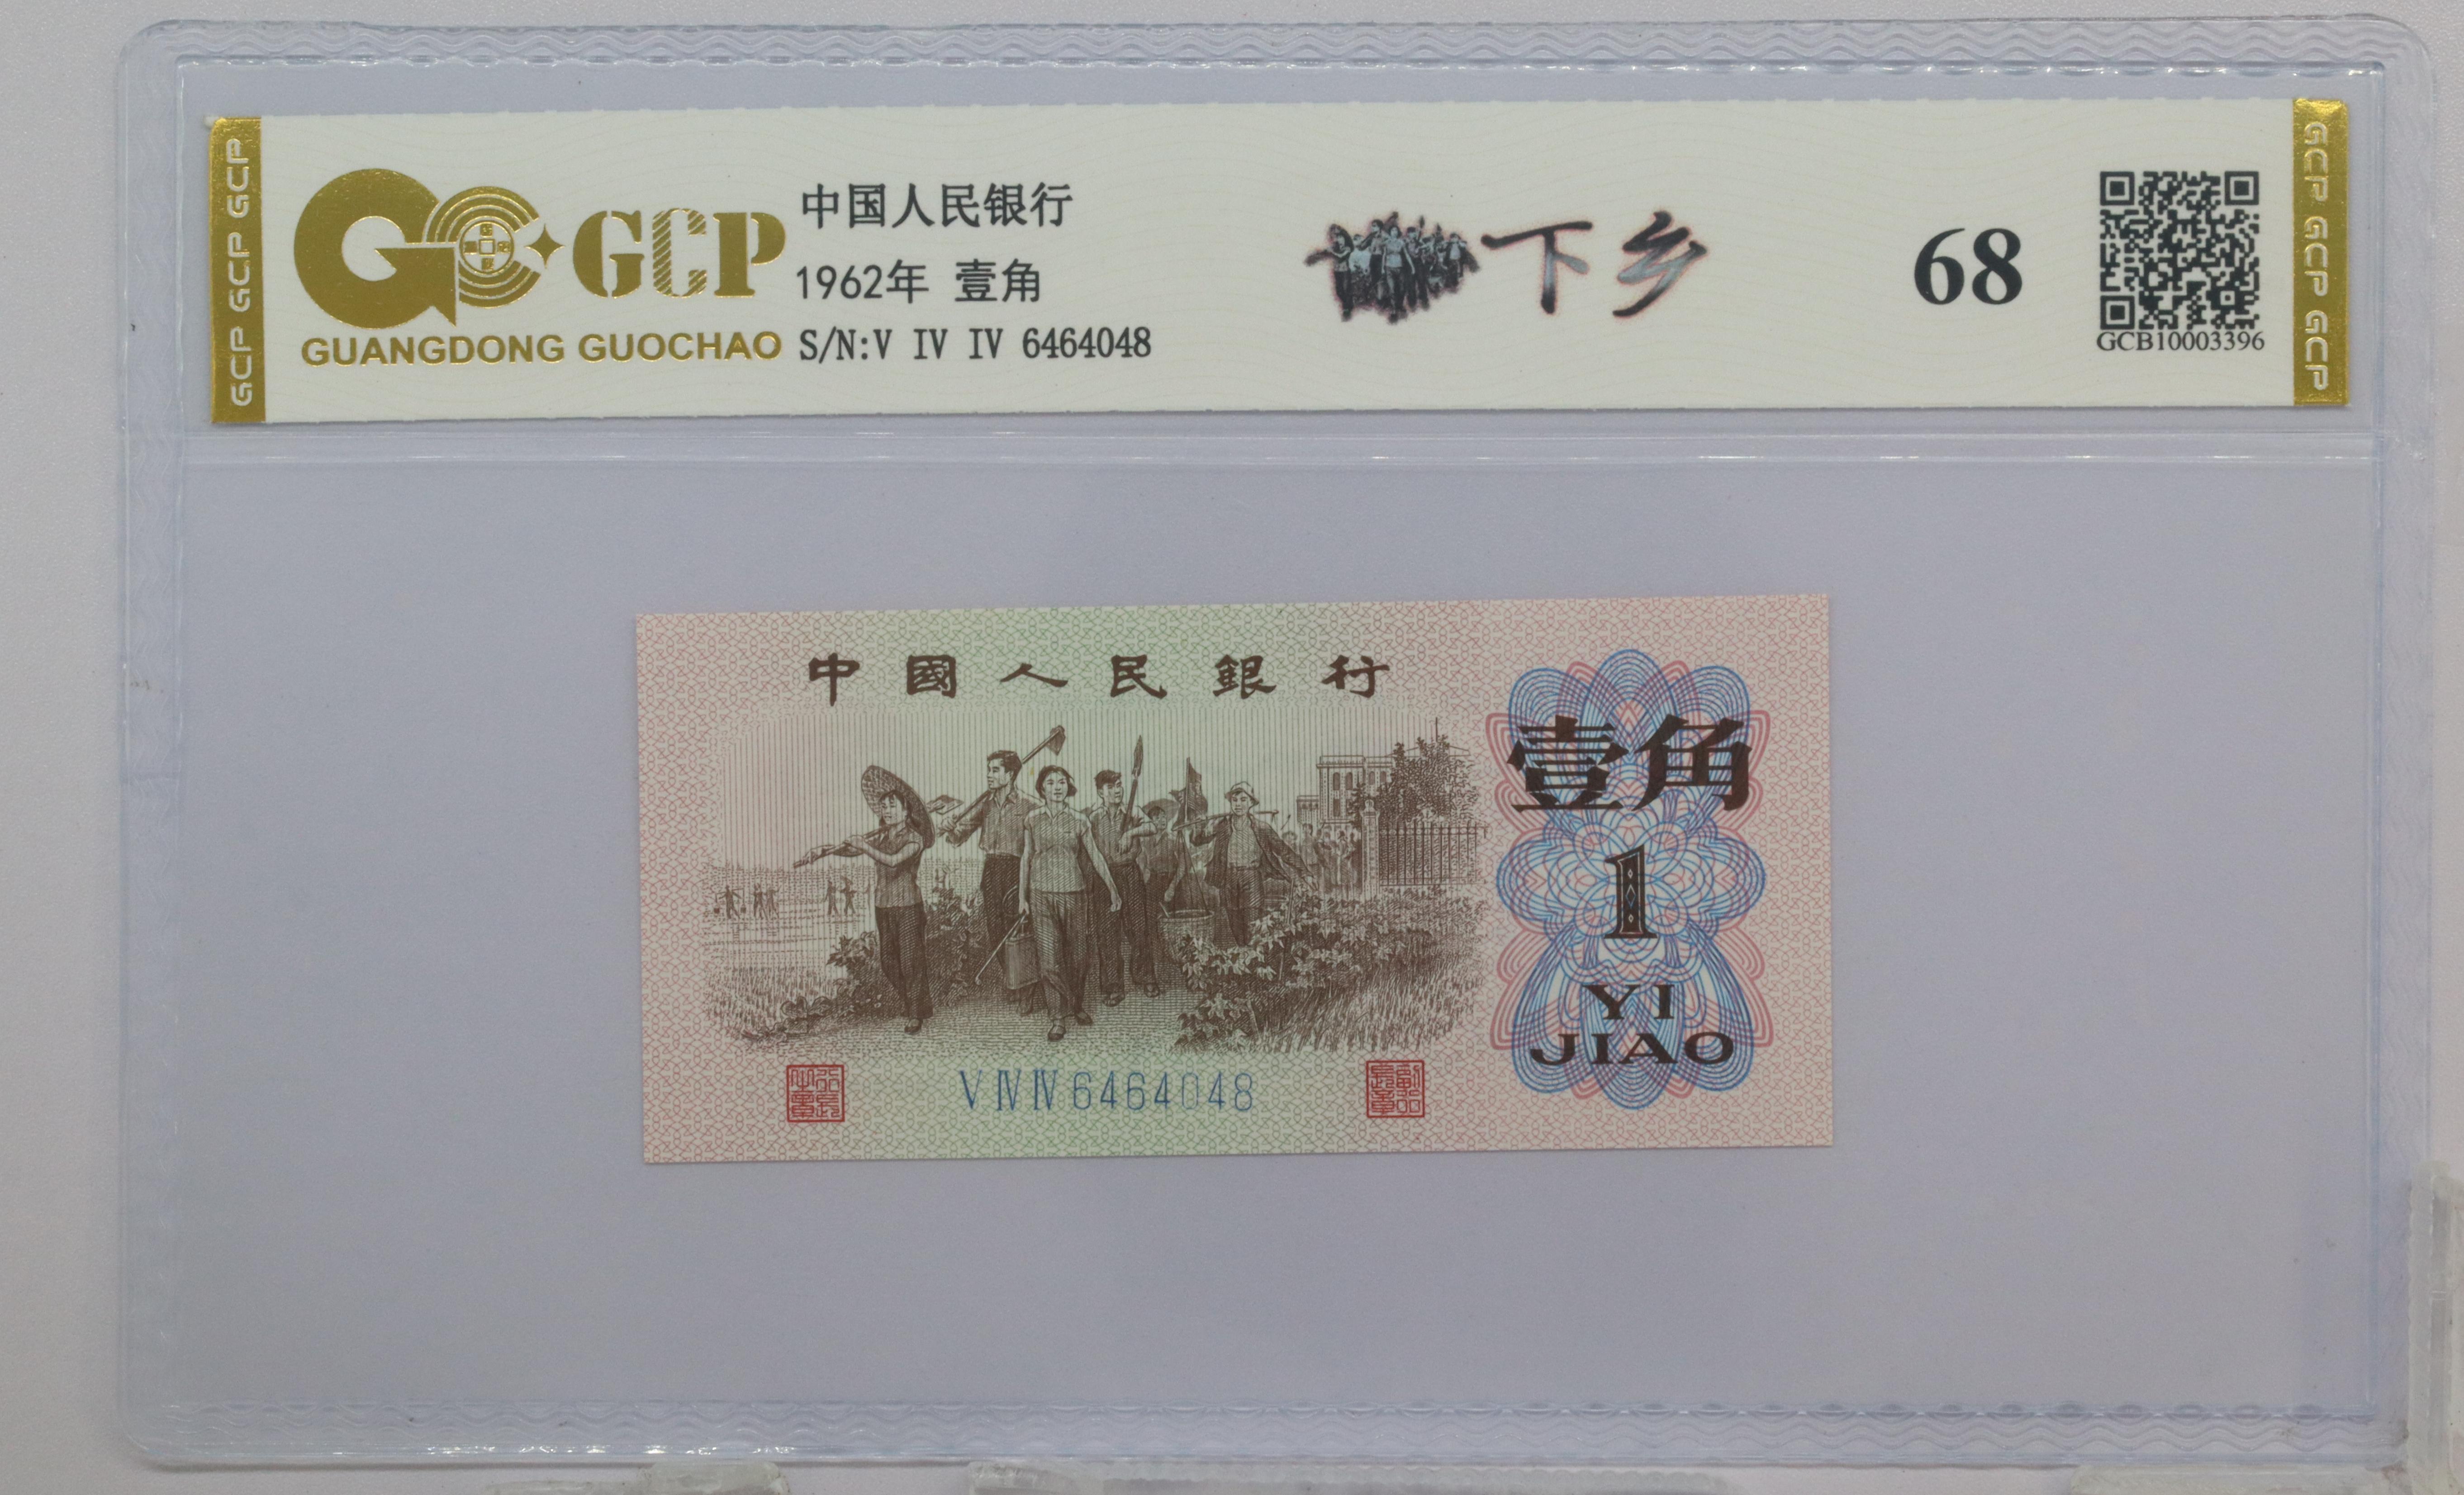 GCP GCP GCP
GCP
GUANGDONG GUOCHAO
中国人民银行
1962年 壹角
S/N:V IV IV 6464048
下乡
68
GCB10003396
GCP GCP GCP
中國人民銀行
壹角
1
YI
JIAO
V IV IV 6464048